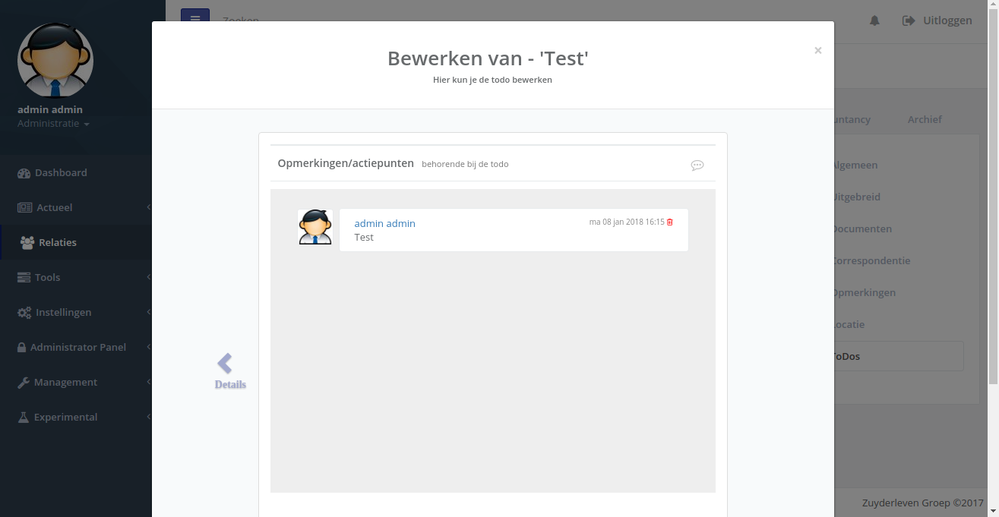 Zoeken
Uitloggen
admin admin
Administratie
Dashboard
Actueel
Relaties
Tools
Instellingen
Administrator Panel
Management
Experimental
Bewerken van - 'Test'
×
Hier kun je de todo bewerken
Opmerkingen/actiepunten behorende bij de todo
admin admin
ma 08 jan 2018 16:15
Test
Details
Archief
Algemeen
Uitgebreid
Documenten
Correspondentie
Opmerkingen
Locatie
ToDos
Zuyderleven Groep ©2017